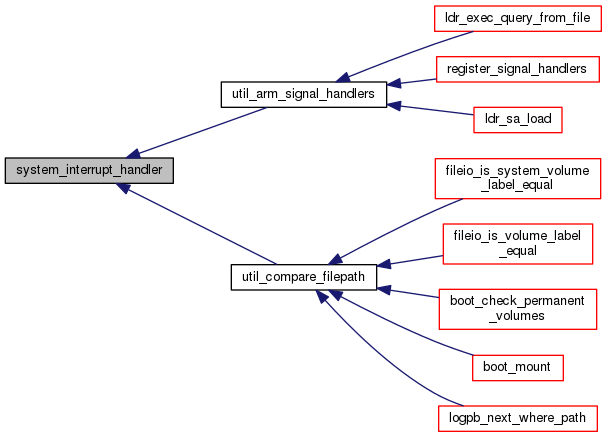 ldr_exec_query_from_file
register_signal_handlers
util_arm_signal_handlers
ldr_sa_load
system_interrupt_handler
fileio_is_system_volume
_label_equal
fileio_is_volume_label
_equal
util_compare_filepath
boot_check_permanent
_volumes
boot_mount
logpb_next_where_path